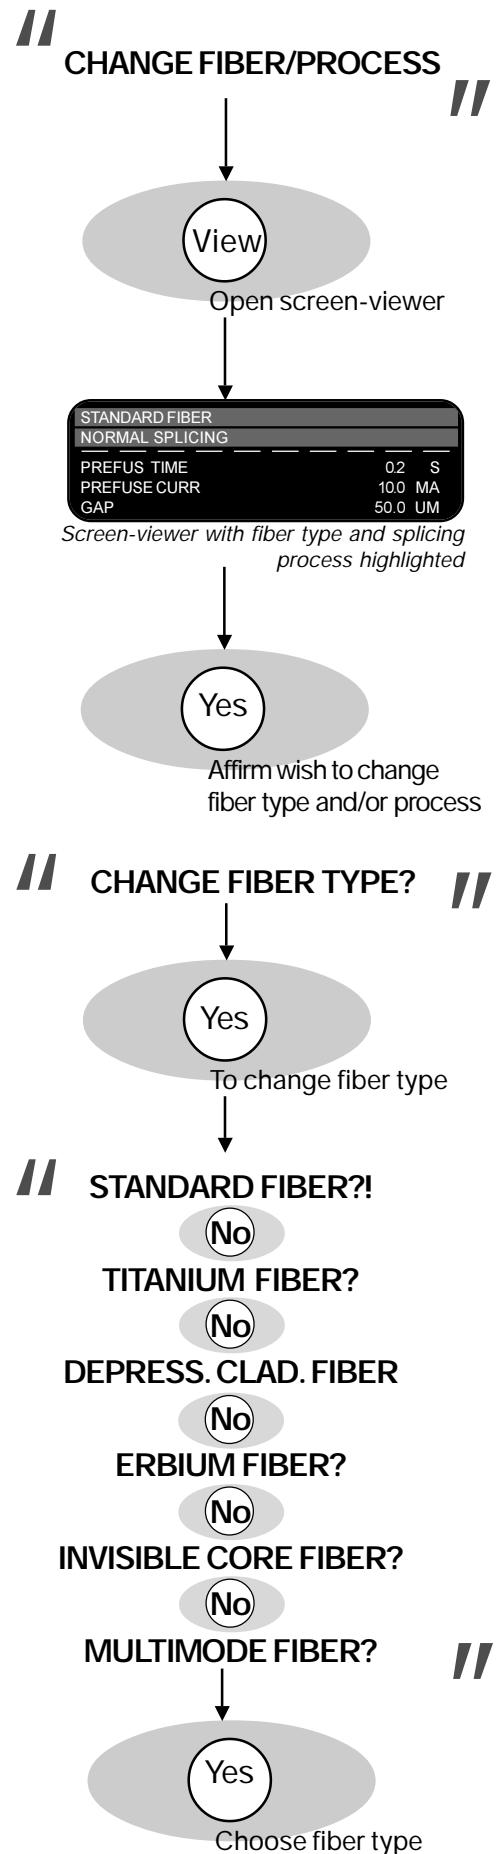 "
CHANGE FIBER/PROCESS
"
View
Open screen-viewer
STANDARD FIBER
NORMAL SPLICING
PREFUS TIME 0.2 S
PREFUSE CURR 10.0 MA
GAP 50.0 UM
Screen-viewer with fiber type and splicing
process highlighted
Yes
Affirm wish to change
fiber type and/or process
" CHANGE FIBER TYPE? "
Yes
To change fiber type
" STANDARD FIBER?!
No
TITANIUM FIBER?
No
DEPRESS. CLAD. FIBER
No
ERBIUM FIBER?
No
INVISIBLE CORE FIBER?
No
MULTIMODE FIBER? "
Yes
Choose fiber type